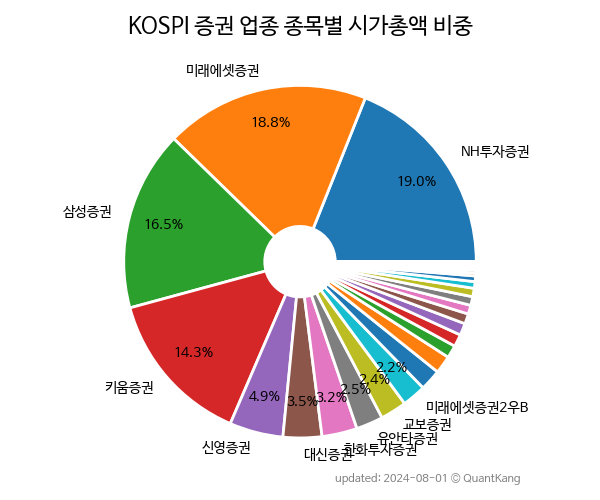 KOSPI 증권 업종 종목별 시가총액 비중
미래에셋증권
18.8%
NH투자증권
19.0%
삼성증권
16.5%
14.3%
키움증권
4.9%
3.5%
3.2%
2.5%
2.4%
2.2%
미래에셋증권2우B
교보증권
유안타증권
한화투자증권
대신증권
신영증권
updated: 2024-08-01 © QuantKang